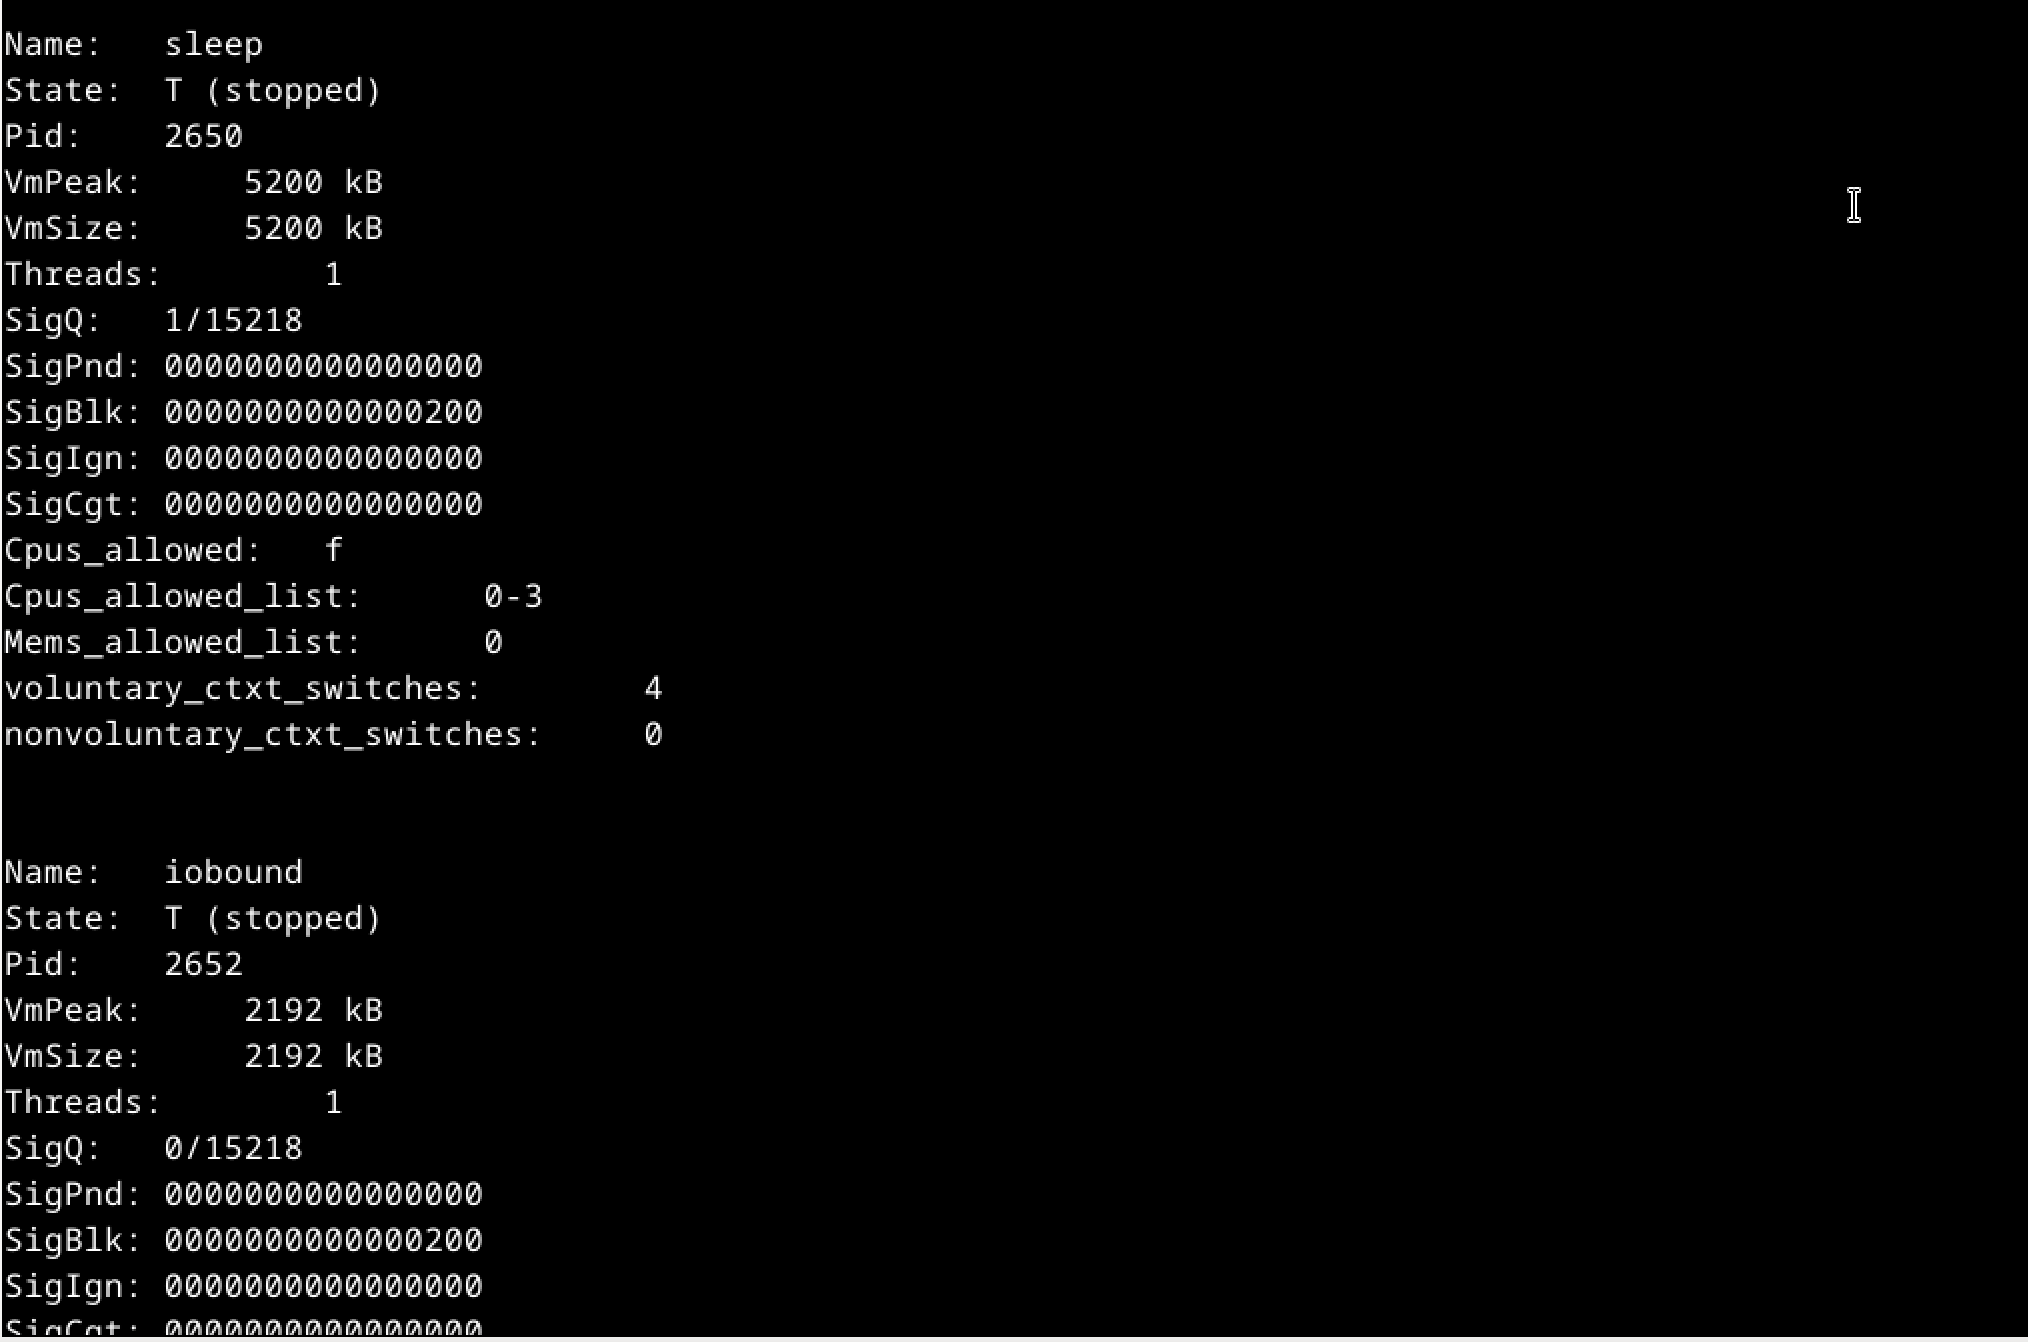 Name:   sleep
State:  T (stopped)
Pid:    2650
VmPeak:     5200 kB
VmSize:     5200 kB
Threads:        1
SigQ:   1/15218
SigPnd: 0000000000000000
SigBlk: 0000000000000200
SigIgn: 0000000000000000
SigCgt: 0000000000000000
Cpus_allowed:   f
Cpus_allowed_list:      0-3
Mems_allowed_list:      0
voluntary_ctxt_switches:        4
nonvoluntary_ctxt_switches:     0
Name:   iobound
State:  T (stopped)
Pid:    2652
VmPeak:     2192 kB
VmSize:     2192 kB
Threads:        1
SigQ:   0/15218
SigPnd: 0000000000000000
SigBlk: 0000000000000200
SigIgn: 0000000000000000
SigCgt: 0000000000000000